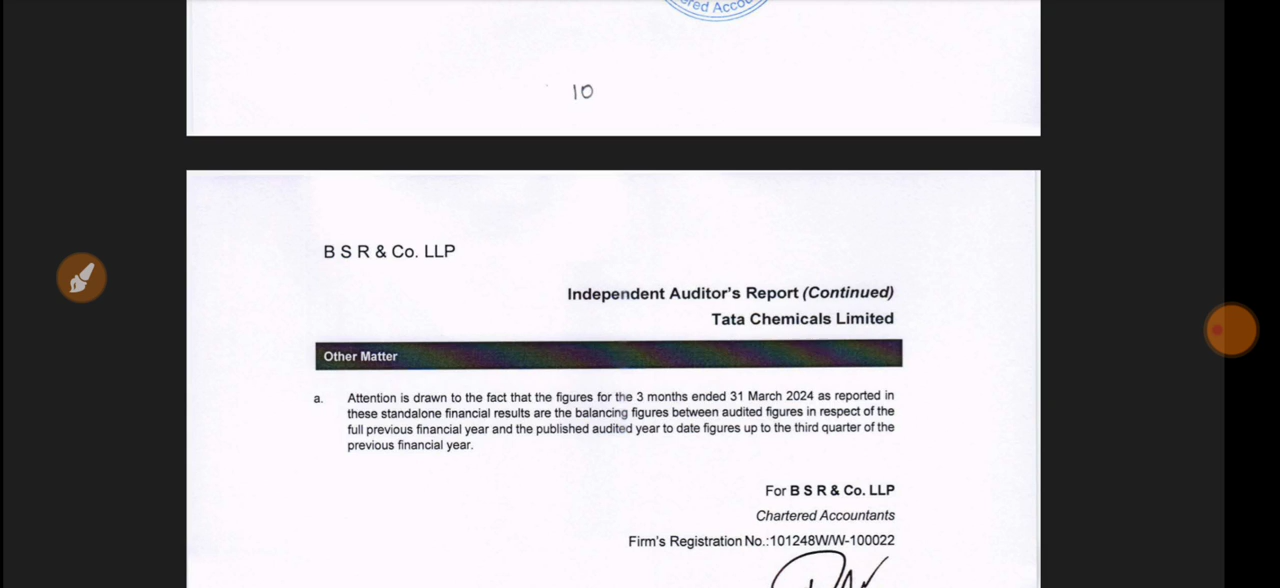 red Acco
10
B S R & Co. LLP
Independent Auditor's Report (Continued)
Tata Chemicals Limited
Other Matter
a. Attention is drawn to the fact that the figures for the 3 months ended 31 March 2024 as reported in
these standalone financial results are the balancing figures between audited figures in respect of the
full previous financial year and the published audited year to date figures up to the third quarter of the
previous financial year.
For B S R & Co. LLP
Chartered Accountants
Firm's Registration No.:101248W/W-100022